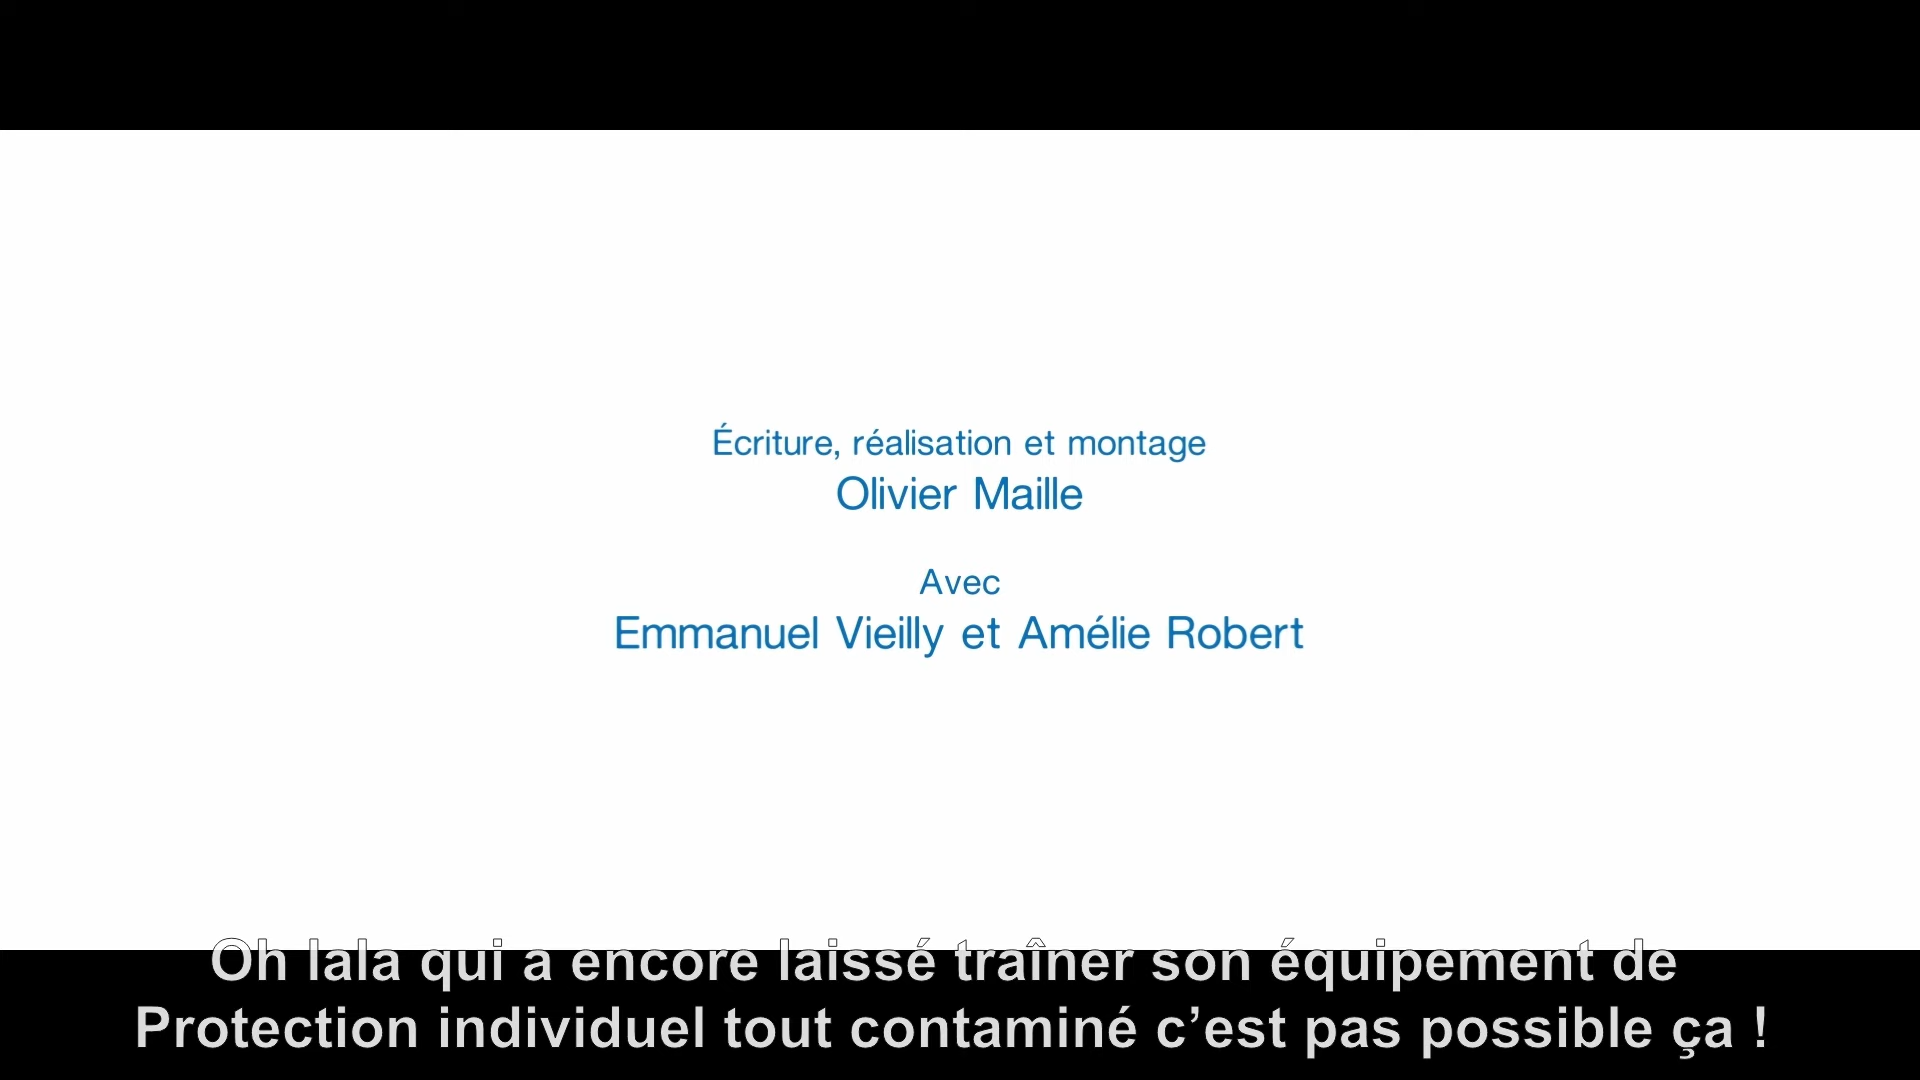 Écriture, réalisation et montage
Olivier Maille
Avec
Emmanuel Vieilly et Amélie Robert
Oh lala qui a encore laissé traîner son équipement de
Protection individuel tout contaminé c’est pas possible ça !